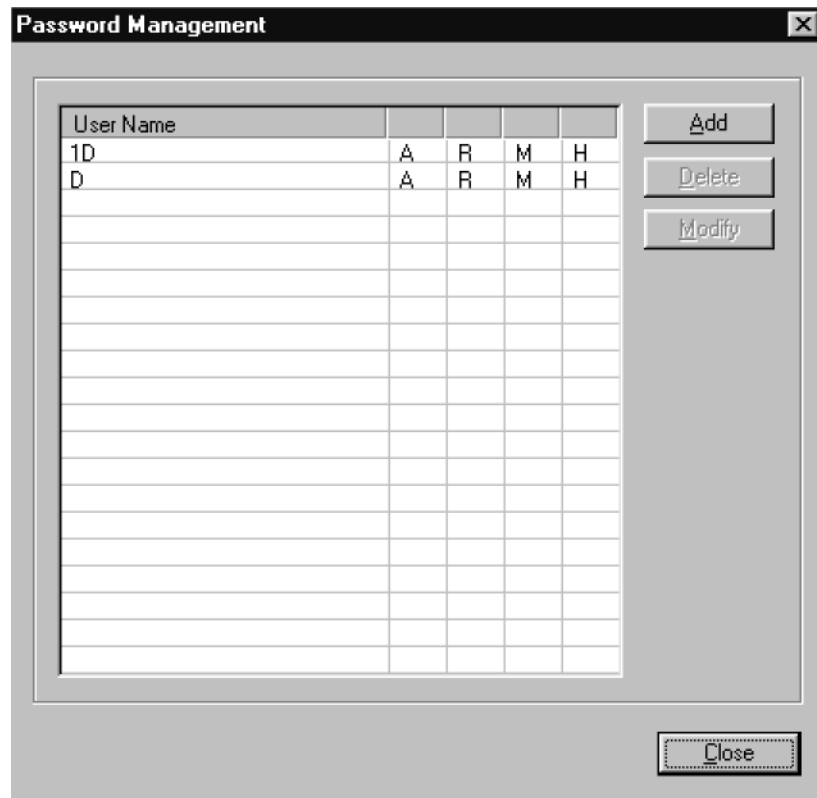 Password Management
User Name
Add
1D A R M H
D A R M H
Delete
Modify
Close